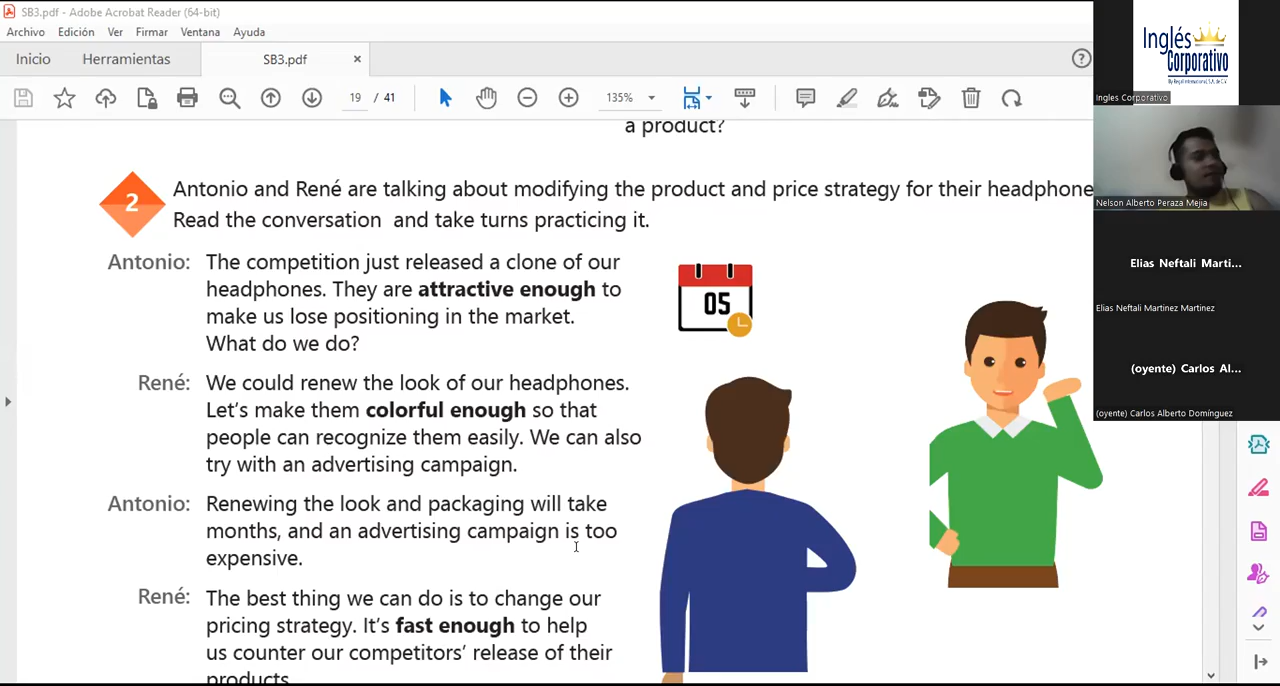 SB3.pdf - Adobe Acrobat Reader (64-bit)
Archivo Edición Ver Firmar Ventana Ayuda
Inicio Herramientas SB3.pdf ×
19 / 41 135%
a product?
2
Antonio and René are talking about modifying the product and price strategy for their headphone
Read the conversation and take turns practicing it.
Antonio: The competition just released a clone of our
headphones. They are attractive enough to
make us lose positioning in the market.
What do we do?
05
René: We could renew the look of our headphones.
Let's make them colorful enough so that
people can recognize them easily. We can also
try with an advertising campaign.
Antonio: Renewing the look and packaging will take
months, and an advertising campaign is too
expensive.
René: The best thing we can do is to change our
pricing strategy. It's fast enough to help
us counter our competitors' release of their
products.
Inglés
Corporativo
Ingles Corporativo
Nelson Alberto Peraza Mejia
Elias Neftali Marti...
Elias Neftali Martinez Martinez
(oyente) Carlos Al...
(oyente) Carlos Alberto Domínguez